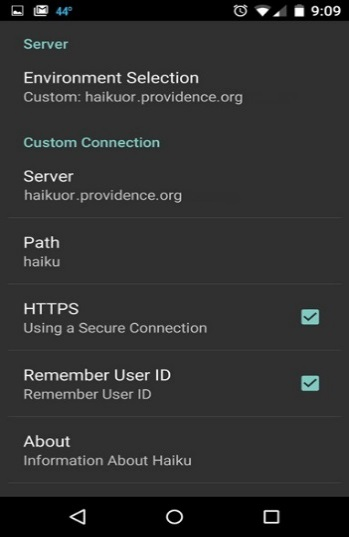 44° 9:09
Server
Environment Selection
Custom: haikuor.providence.org
Custom Connection
Server
haikuor.providence.org
Path
haiku
HTTPS
Using a Secure Connection
Remember User ID
Remember User ID
About
Information About Haiku